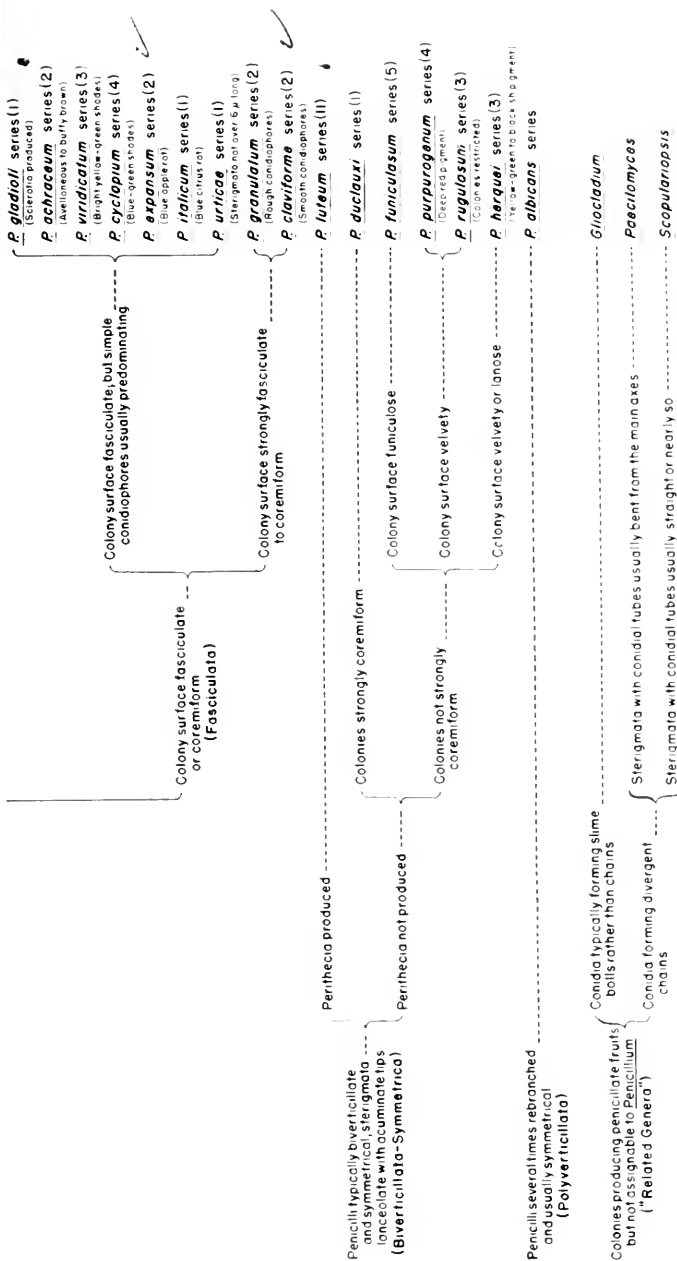 P. gladioli series (1)
(Sclerotia produced)
P. achraceum series (2)
(Avellaneous to buffy brown)
P. viridicatum series (3)
(Bright yellow-green shades)
P. cyclopium series (4)
(Blue-green shades)
P. expansum series (2)
(Blue apple rot)
P. italicum series (1)
(Blue citrus rot)
P. urticae series (1)
(Sterigmata not over 6 µ long)
Colony surface fasciculate, but simple
conidiophores usually predominating
P. granulatum series (2)
(Rough conidiophores)
P. claviforme series (2)
(Smooth conidiophores)
Colony surface strongly fasciculate
to coremiform
Colony surface fasciculate
or coremiform
(Fasciculata)
P. luteum series (11)
Perithecia produced
P. duclauxi series (1)
Colonies strongly coremiform
P. funiculosum series (5)
Colony surface funiculose
P. purpurogenum series (4)
(Deep red pigment)
P. rugulosum series (3)
(Colonies restricted)
Colony surface velvety
P. herquei series (3)
(Yellow-green to black sh pigment)
Colony surface velvety or lanose
Colonies not strongly
coremiform
Perithecia not produced
Penicilli typically biverticillate
and symmetrical, sterigmata
lanceolate with acuminate tips
(Biverticillata-Symmetrica)
P. albicans series
Penicilli several times rebranched
and usually symmetrical
(Polyverticillata)
Gliocladium
Conidia typically forming slime
balls rather than chains
Paecilomyces
Sterigmata with conidial tubes usually bent from the main axes
Scopulariopsis
Sterigmata with conidial tubes usually straight or nearly so
Conidia forming divergent
chains
Colonies producing penicillate fruits
but not assignable to Penicillium
("Related Genera")